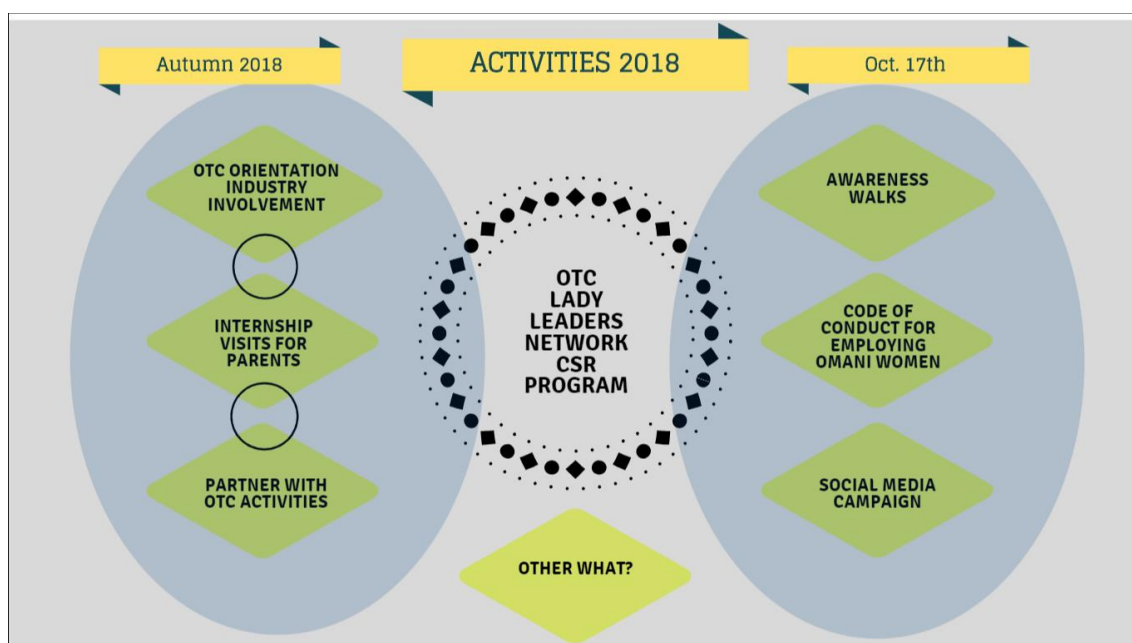 Autumn 2018
ACTIVITIES 2018
Oct. 17th
OTC ORIENTATION
INDUSTRY
INVOLVEMENT
INTERNSHIP
VISITS FOR
PARENTS
PARTNER WITH
OTC ACTIVITIES
OTC
LADY
LEADERS
NETWORK
CSR
PROGRAM
OTHER WHAT?
AWARENESS
WALKS
CODE OF
CONDUCT FOR
EMPLOYING
OMANI WOMEN
SOCIAL MEDIA
CAMPAIGN